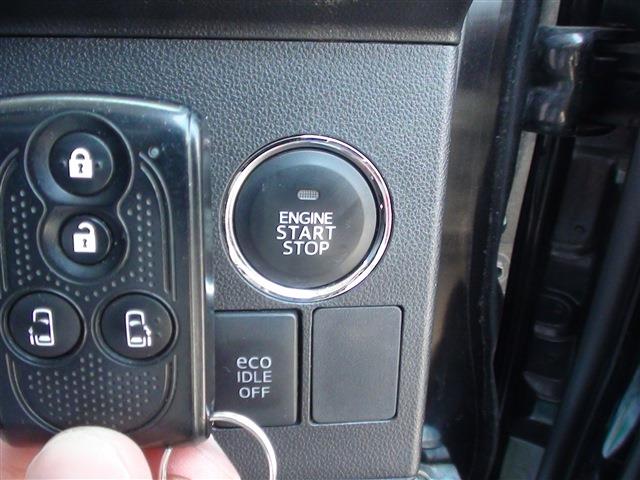 ENGINE
START
STOP
eco
IDLE
OFF